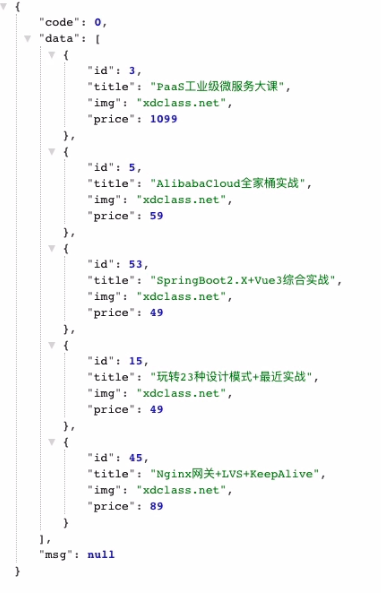 {
"code": 0,
"data": [
{
"id": 3,
"title": "PaaS工业级微服务大课",
"img": "xdclass.net",
"price": 1099
},
{
"id": 5,
"title": "AlibabaCloud全家桶实战",
"img": "xdclass.net",
"price": 59
},
{
"id": 53,
"title": "SpringBoot2.X+Vue3综合实战",
"img": "xdclass.net",
"price": 49
},
{
"id": 15,
"title": "玩转23种设计模式+最近实战",
"img": "xdclass.net",
"price": 49
},
{
"id": 45,
"title": "Nginx网关+LVS+KeepAlive",
"img": "xdclass.net",
"price": 89
}
],
"msg": null
}